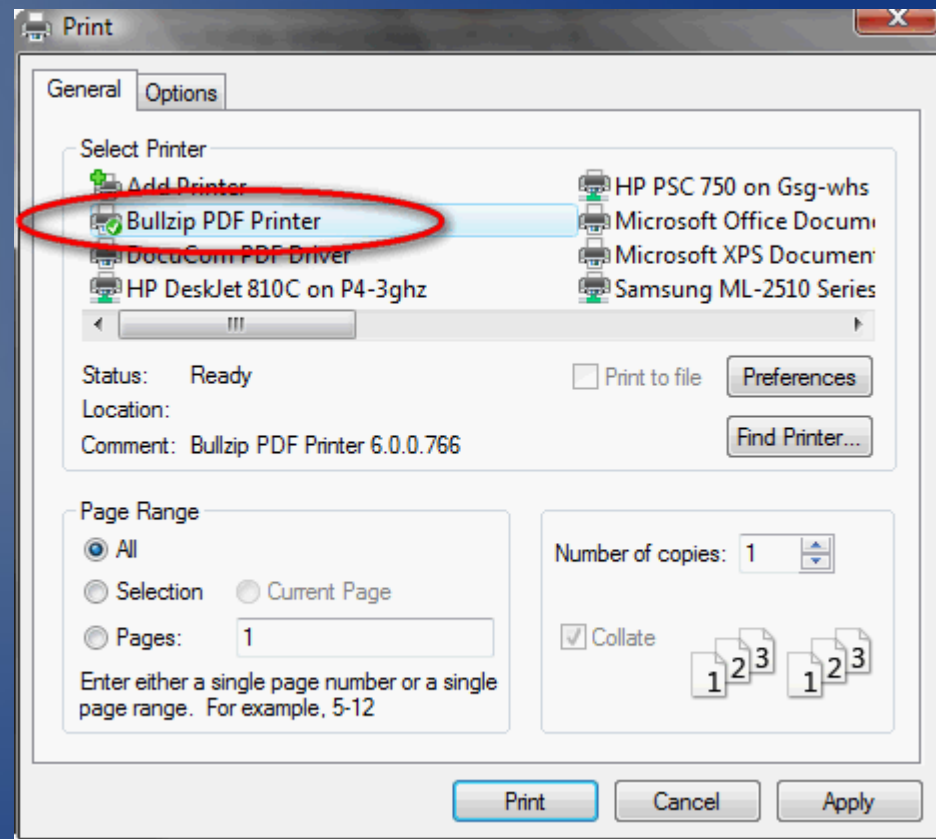 Print
General Options
Select Printer
Add Printer
Bullzip PDF Printer
DocuCom PDF Driver
HP DeskJet 810C on P4-3ghz
HP PSC 750 on Gsg-whs
Microsoft Office Docum
Microsoft XPS Documen
Samsung ML-2510 Series
Status: Ready
Location:
Comment: Bullzip PDF Printer 6.0.0.766
Print to file
Preferences
Find Printer...
Page Range
All
Selection Current Page
Pages: 1
Enter either a single page number or a single
page range. For example, 5-12
Number of copies: 1
Collate
1 2 3 1 2 3
Print Cancel Apply